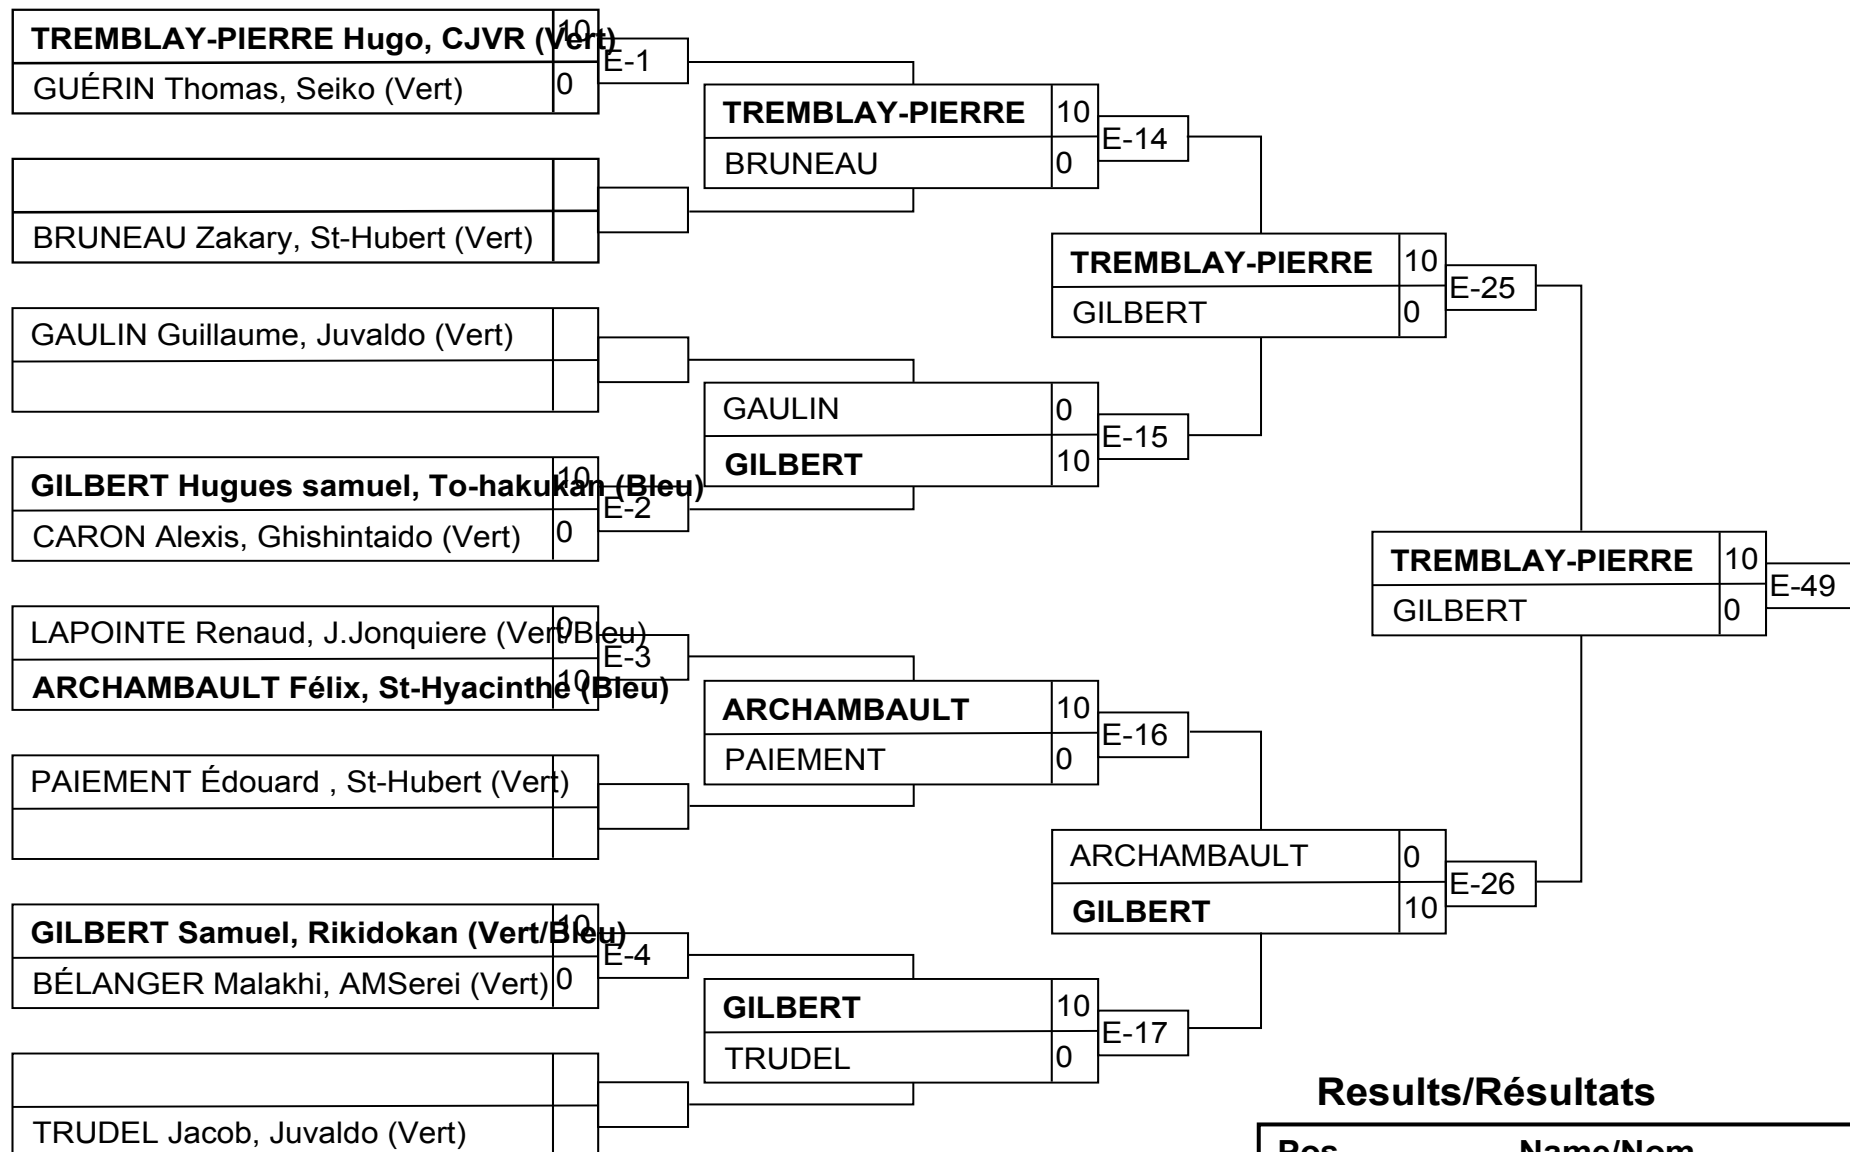 TREMBLAY-PIERRE Hugo, CJVR (Vert) 10
E-1
GUÉRIN Thomas, Seiko (Vert) 0
TREMBLAY-PIERRE 10
E-14
BRUNEAU 0
BRUNEAU Zakary, St-Hubert (Vert)
TREMBLAY-PIERRE 10
E-25
GILBERT 0
GAULIN Guillaume, Juvaldo (Vert)
GAULIN 0
E-15
GILBERT 10
GILBERT Hugues samuel, To-hakukan (Bleu) 10
E-2
CARON Alexis, Ghishintaido (Vert) 0
TREMBLAY-PIERRE 10
E-49
GILBERT 0
LAPOINTE Renaud, J.Jonquiere (Vert/Bleu) 0
E-3
ARCHAMBAULT Félix, St-Hyacinthe (Bleu) 10
ARCHAMBAULT 10
E-16
PAIEMENT 0
PAIEMENT Édouard , St-Hubert (Vert)
ARCHAMBAULT 0
E-26
GILBERT 10
GILBERT Samuel, Rikidokan (Vert/Bleu) 10
E-4
BÉLANGER Malakhi, AMSerei (Vert) 0
GILBERT 10
E-17
TRUDEL 0
TRUDEL Jacob, Juvaldo (Vert)
Results/Résultats
Pos Name/Nom